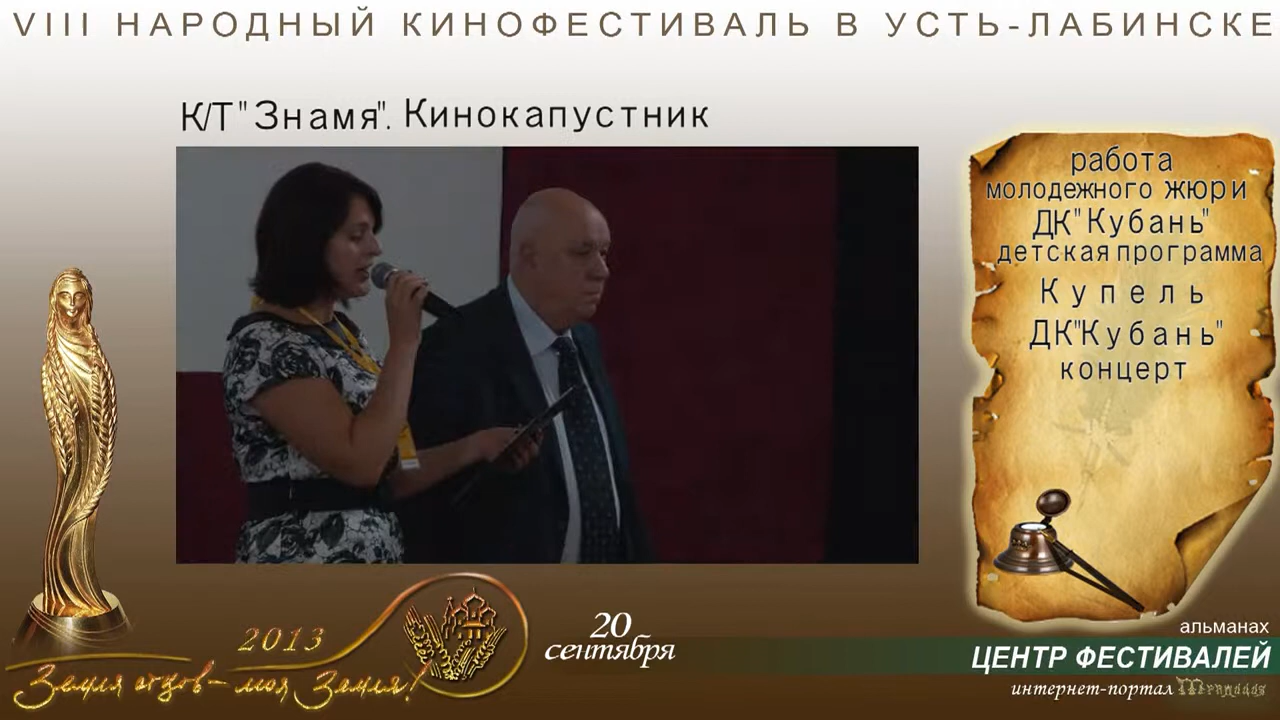 VIII НАРОДНЫЙ КИНОФЕСТИВАЛЬ В УСТЬ-ЛАБИНСКЕ
К/Т "Знамя". Кинокапустник
работа
молодежного жюри
ДК"Кубань"
детская программа
Купель
ДК"Кубань"
концерт
2013
Земля отцов – моя Земля!
20
сентября
альманах
ЦЕНТР ФЕСТИВАЛЕЙ
интернет-портал